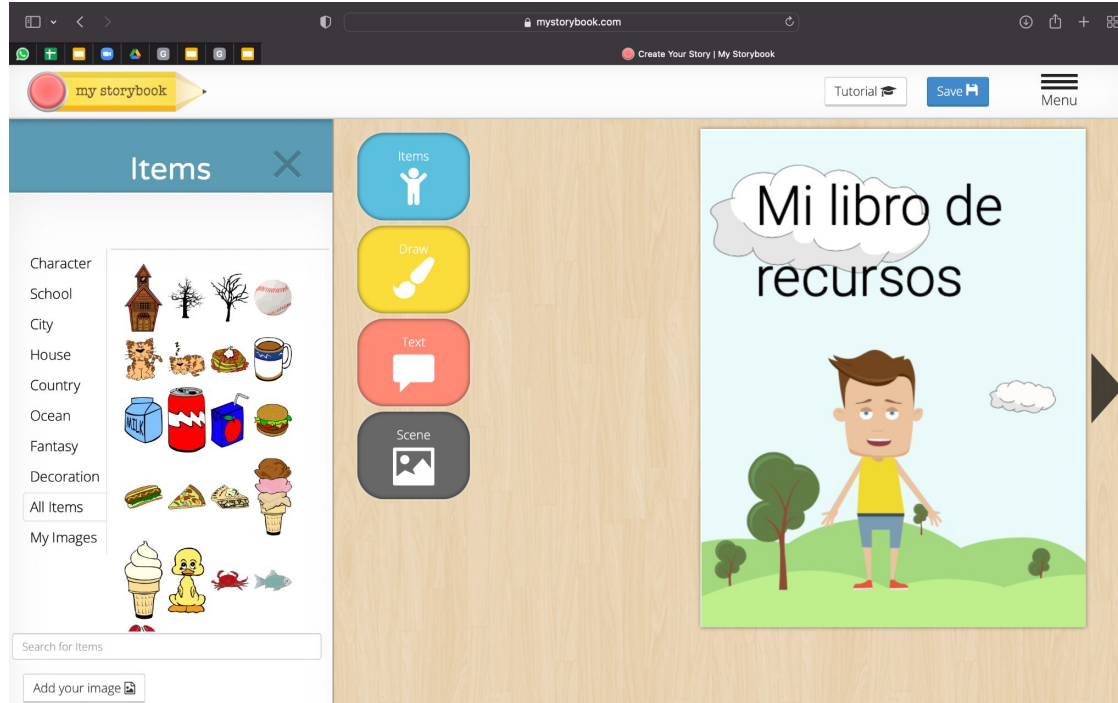 mystorybook.com
G
G
Create Your Story | My Storybook
my storybook
Tutorial
Save
Menu
Items
Character
School
City
House
Country
Ocean
Fantasy
Decoration
All Items
My Images
MILK
Search for Items
Add your image
Items
Draw
Text
Scene
Mi libro de
recursos